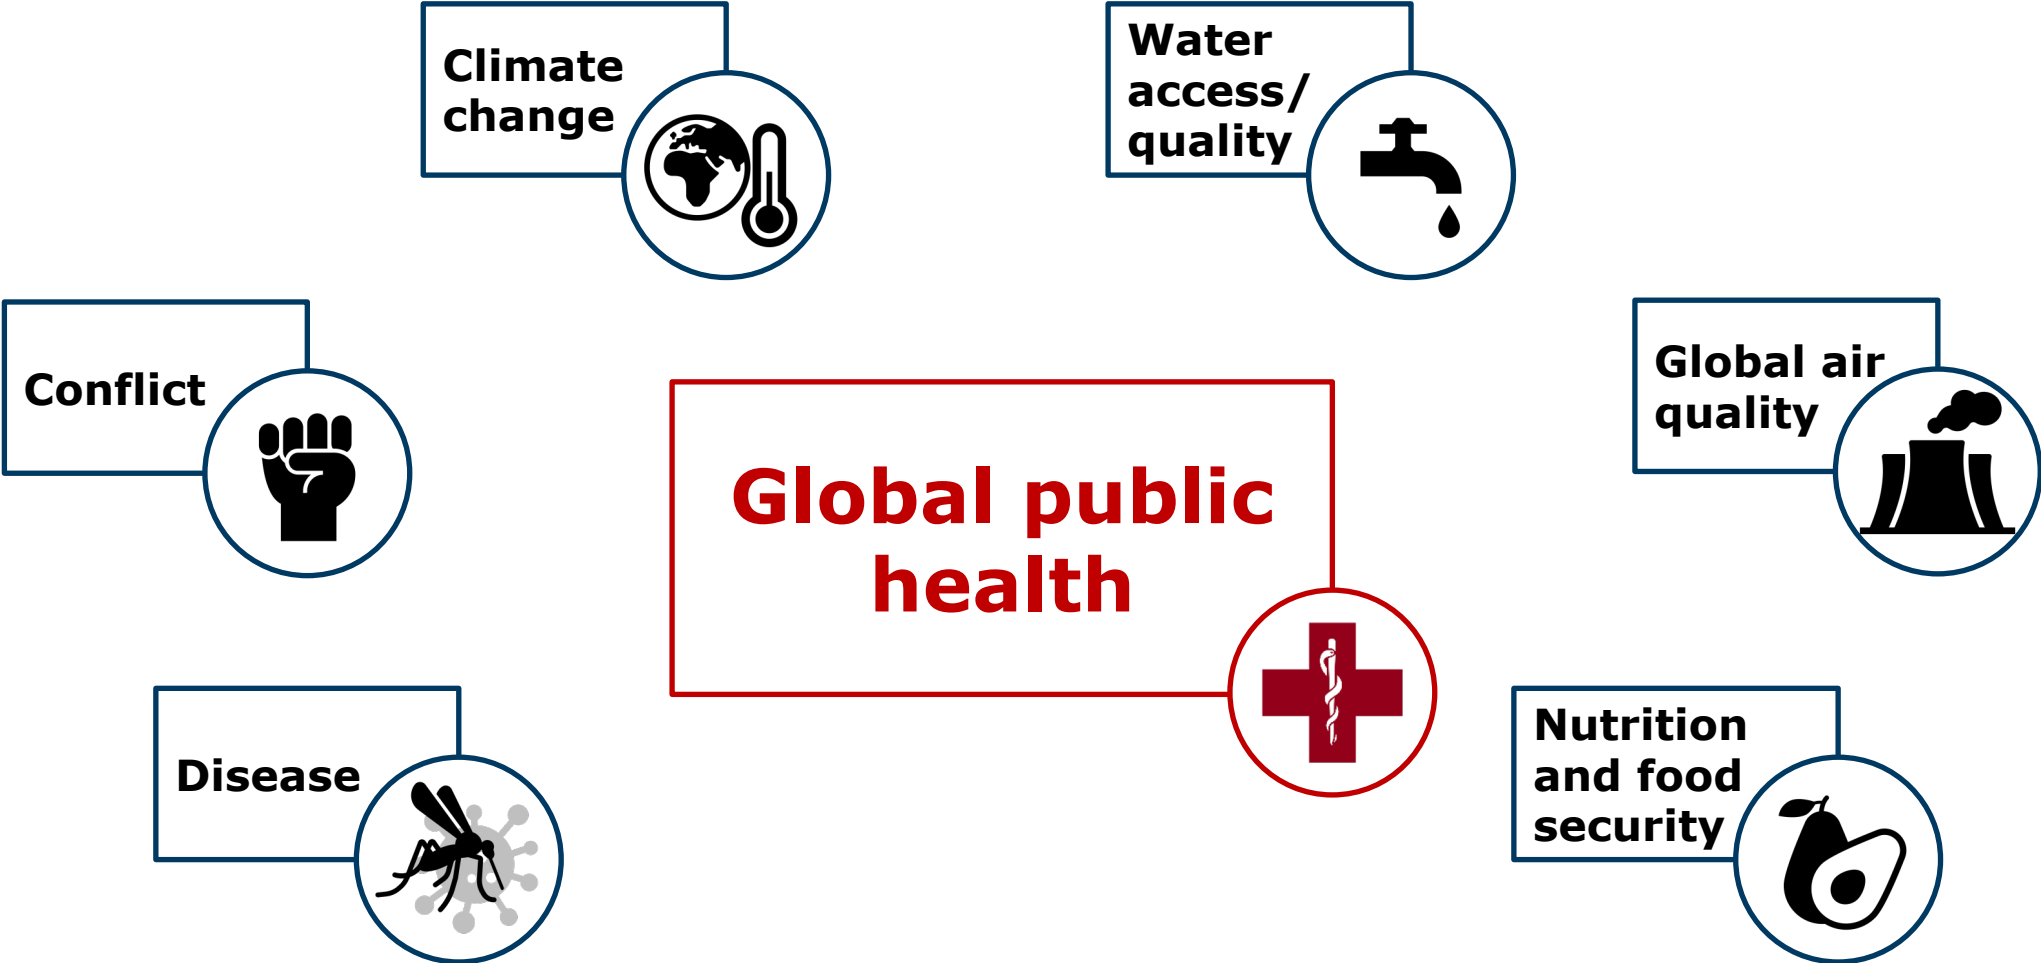 Climate
change
Water
access/
quality
Conflict
Global air
quality
Global public
health
Disease
Nutrition
and food
security